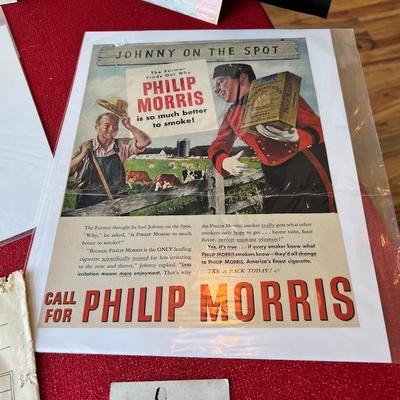 JOHNNY ON THE SPOT
The Farmer
Finds Out Why
PHILIP
MORRIS
is so much better
to smoke!
The Farmer thought he had Johnny on the Spot.
"Why," he asked, "is PHILIP MORRIS so much
better to smoke?"
"Because PHILIP MORRIS is the ONLY leading
cigarette scientifically proved far less irritating
to the nose and throat," Johnny replied. "Less
irritation means more enjoyment. That's why
the PHILIP MORRIS smoker really gets what other
smokers only hope to get . . . better taste, finer
flavor, perfect smoking pleasure!"
Yes, it's true . . . if every smoker knew what
PHILIP MORRIS smokers know—they'd all change
to PHILIP MORRIS, America's finest cigarette.
TRY A PACK TODAY!
CALL
FOR PHILIP MORRIS